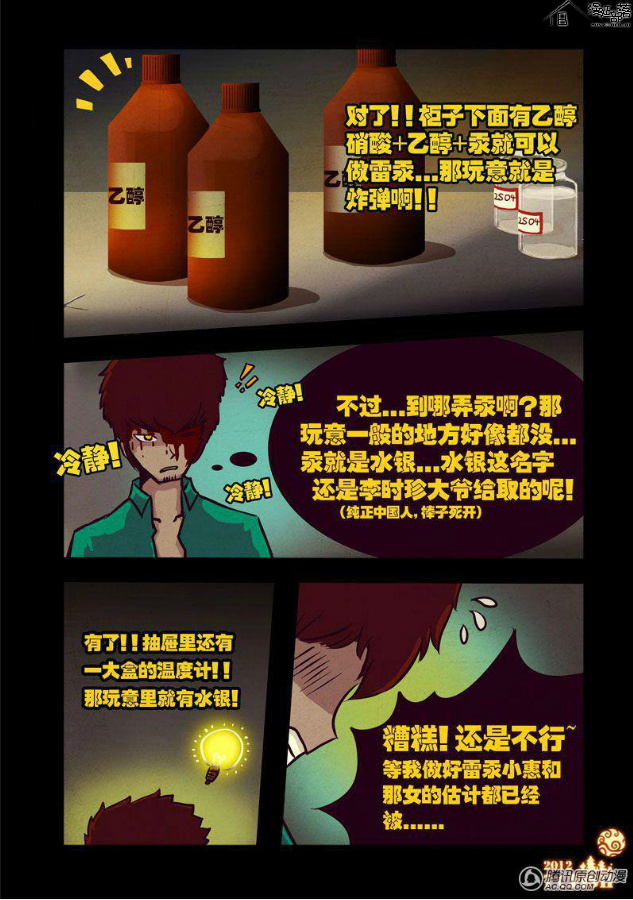 漫迷部落
对了!!柜子下面有乙醇
硝酸+乙醇+汞就可以
做雷汞...那玩意就是
炸弹啊!!
乙醇
乙醇
2SO4
2SO4
冷静!
冷静!
冷静!
不过...到哪弄汞啊?那
玩意一般的地方好像都没...
汞就是水银...水银这名字
还是李时珍大爷给取的呢!
(纯正中国人,棒子死开)
有了!!抽屉里还有
一大盒的温度计!!
那玩意里就有水银!
糟糕!还是不行~
等我做好雷汞小惠和
那女的估计都已经
被......
2012
腾讯原创动漫
AC.QQ.COM